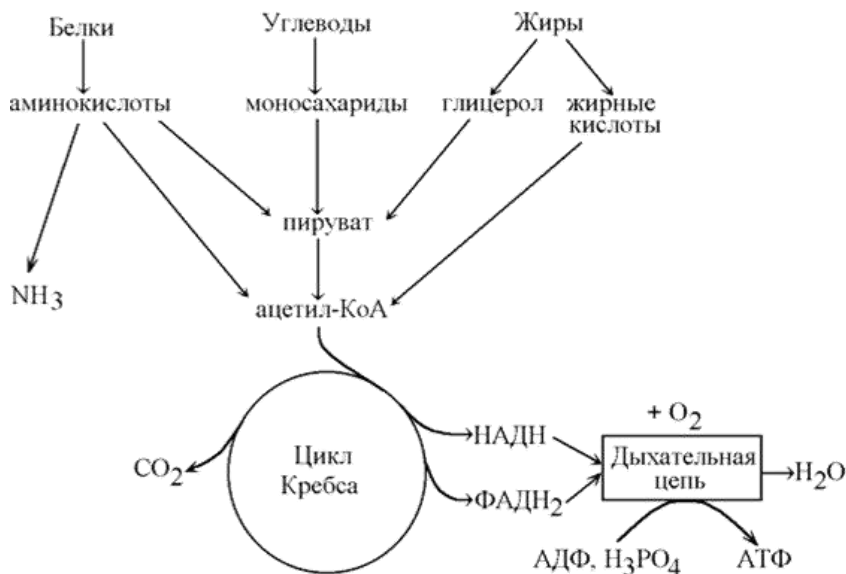 Белки
Углеводы
Жиры
аминокислоты
моносахариды
глицерол
жирные
кислоты
пируват
NH3
ацетил-КоА
+ O2
CO2
Цикл
Кребса
НАДН
ФАДН2
Дыхательная
цепь
H2O
АДФ, H3PO4
АТФ